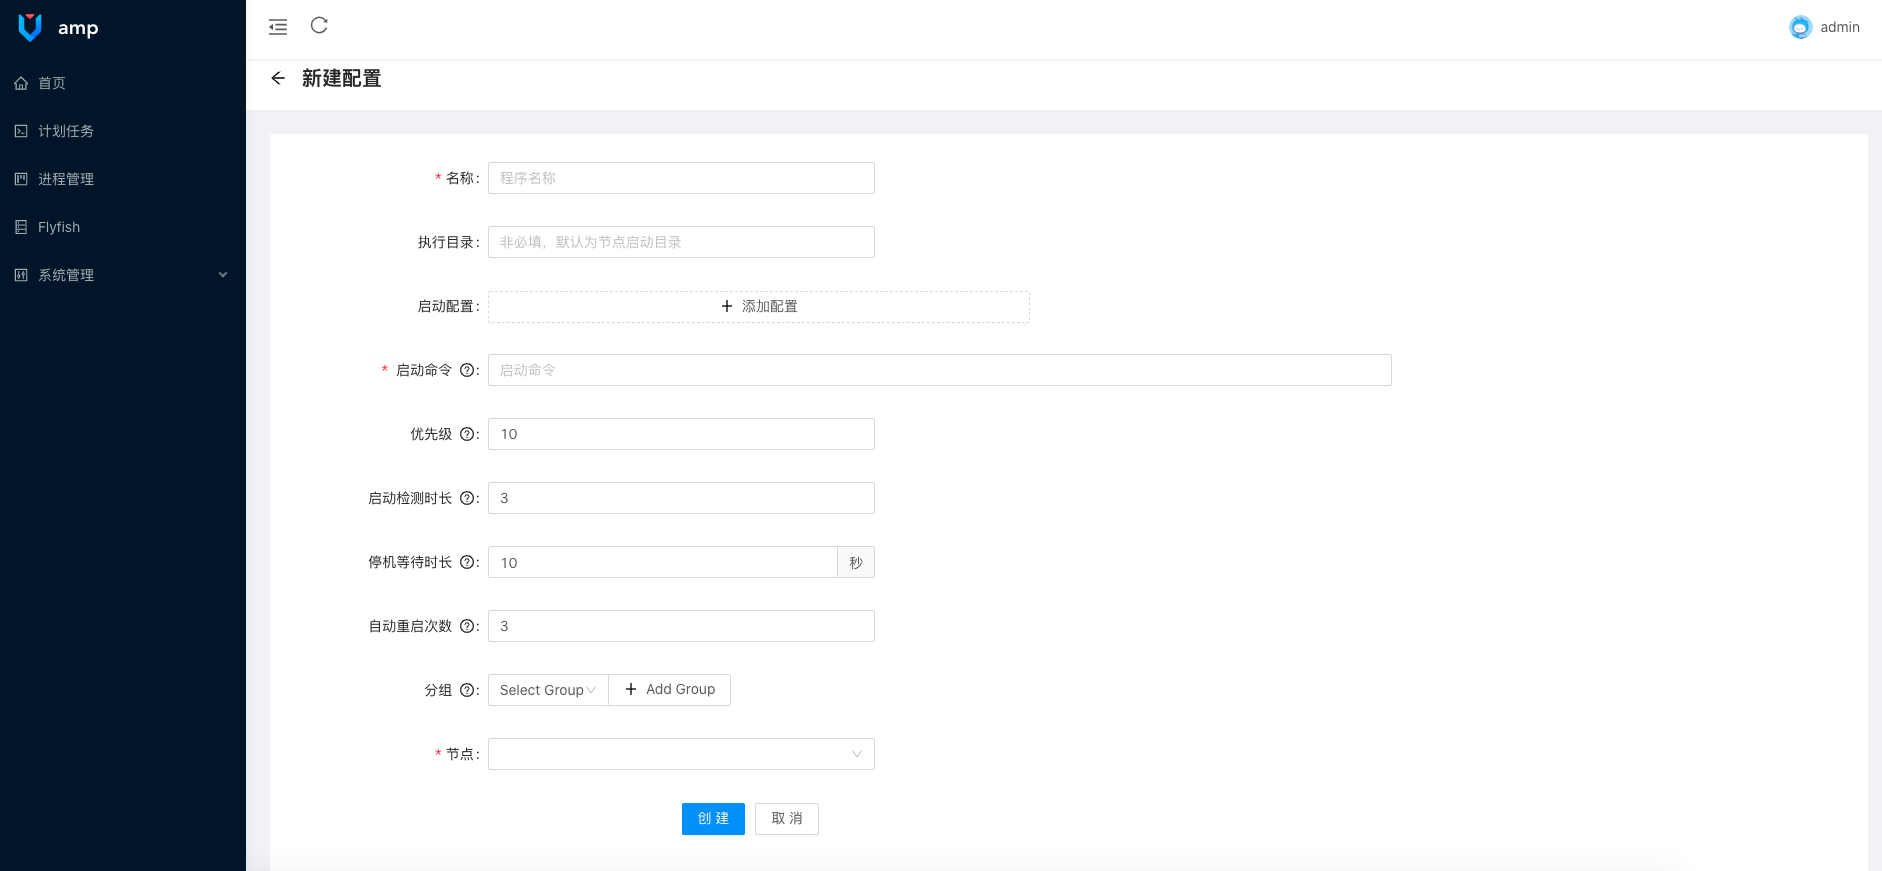 amp
首页
计划任务
进程管理
Flyfish
系统管理
admin
新建配置
* 名称:
程序名称
执行目录:
非必填，默认为节点启动目录
启动配置:
+ 添加配置
* 启动命令 ?:
启动命令
优先级 ?:
10
启动检测时长 ?:
3
停机等待时长 ?:
10
秒
自动重启次数 ?:
3
分组 ?:
Select Group
+ Add Group
* 节点:
创 建
取 消